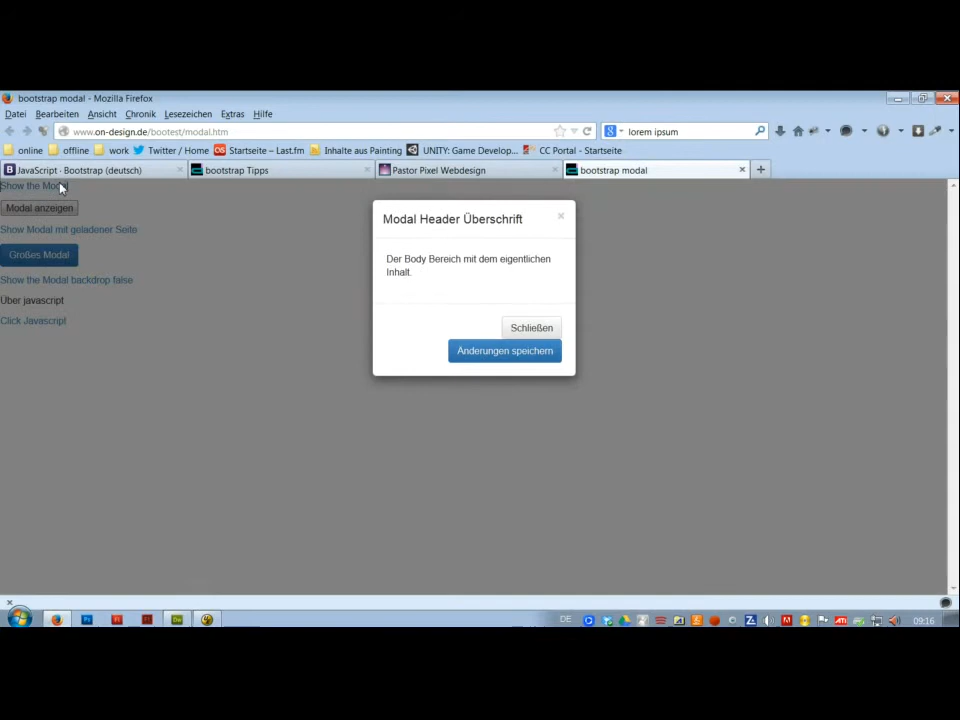 bootstrap modal - Mozilla Firefox
Datei Bearbeiten Ansicht Chronik Lesezeichen Extras Hilfe
www.on-design.de/bootest/modal.htm
lorem ipsum
online offline work Twitter / Home Startseite – Last.fm Inhalte aus Painting UNITY: Game Develop... CC Portal - Startseite
JavaScript · Bootstrap (deutsch) bootstrap Tipps Pastor Pixel Webdesign bootstrap modal
Show the Modal
Modal anzeigen
Show Modal mit geladener Seite
Großes Modal
Show the Modal backdrop false
Über javascript
Click Javascript
Modal Header Überschrift
×
Der Body Bereich mit dem eigentlichen
Inhalt.
Schließen
Änderungen speichern
DE
09:16